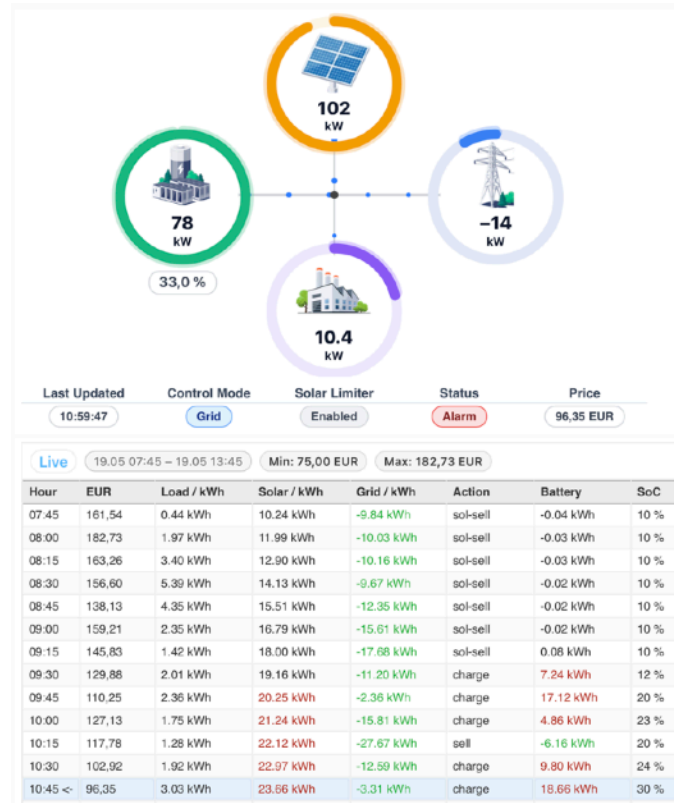 102
kW
78
kW
33,0 %
–14
kW
10.4
kW
Last Updated Control Mode Solar Limiter Status Price
10:59:47 Grid Enabled Alarm 96,35 EUR
Live 19.05 07:45 – 19.05 13:45 Min: 75,00 EUR Max: 182,73 EUR
Hour EUR Load / kWh Solar / kWh Grid / kWh Action Battery SoC
07:45 161,54 0.44 kWh 10.24 kWh -9.84 kWh sol-sell -0.04 kWh 10 %
08:00 182,73 1.97 kWh 11.99 kWh -10.03 kWh sol-sell -0.03 kWh 10 %
08:15 163,26 3.40 kWh 12.90 kWh -10.16 kWh sol-sell -0.03 kWh 10 %
08:30 156,60 5.39 kWh 14.13 kWh -9.67 kWh sol-sell -0.02 kWh 10 %
08:45 138,13 4.35 kWh 15.51 kWh -12.35 kWh sol-sell -0.02 kWh 10 %
09:00 159,21 2.35 kWh 16.79 kWh -15.61 kWh sol-sell -0.02 kWh 10 %
09:15 145,83 1.42 kWh 18.00 kWh -17.68 kWh sol-sell 0.08 kWh 10 %
09:30 129,88 2.01 kWh 19.16 kWh -11.20 kWh charge 7.24 kWh 12 %
09:45 110,25 2.36 kWh 20.25 kWh -2.36 kWh charge 17.12 kWh 20 %
10:00 127,13 1.75 kWh 21.24 kWh -15.81 kWh charge 4.86 kWh 23 %
10:15 117,78 1.28 kWh 22.12 kWh -27.67 kWh sell -6.16 kWh 20 %
10:30 102,92 1.92 kWh 22.97 kWh -12.59 kWh charge 9.80 kWh 24 %
10:45 <- 96,35 3.03 kWh 23.66 kWh -3.31 kWh charge 18.66 kWh 30 %